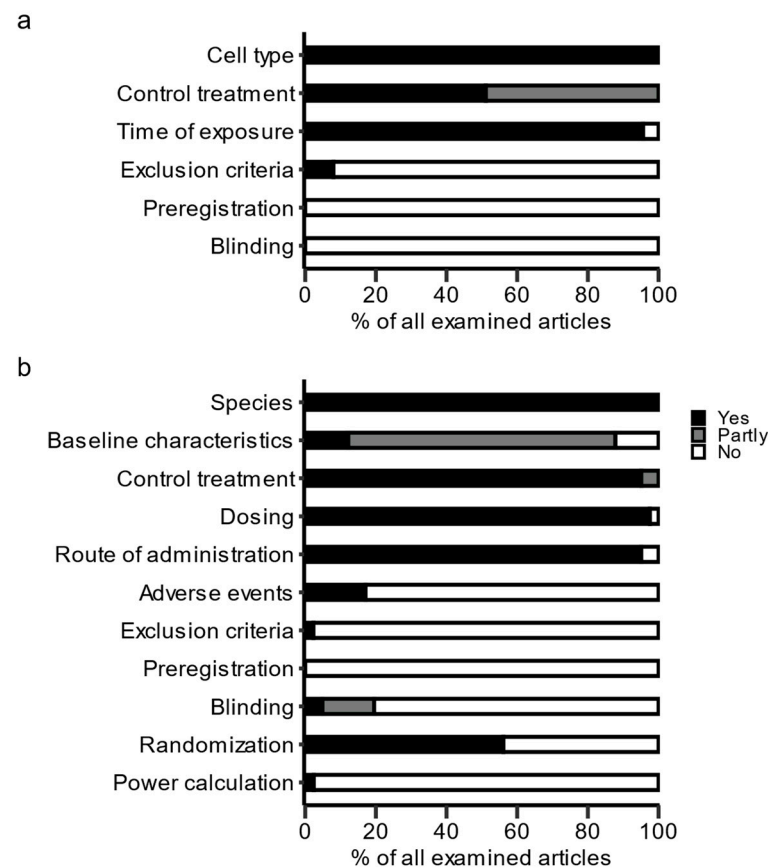 a
Cell type
Control treatment
Time of exposure
Exclusion criteria
Preregistration
Blinding
0 20 40 60 80 100
% of all examined articles
b
Species
Baseline characteristics
Control treatment
Dosing
Route of administration
Adverse events
Exclusion criteria
Preregistration
Blinding
Randomization
Power calculation
0 20 40 60 80 100
% of all examined articles
Yes
Partly
No